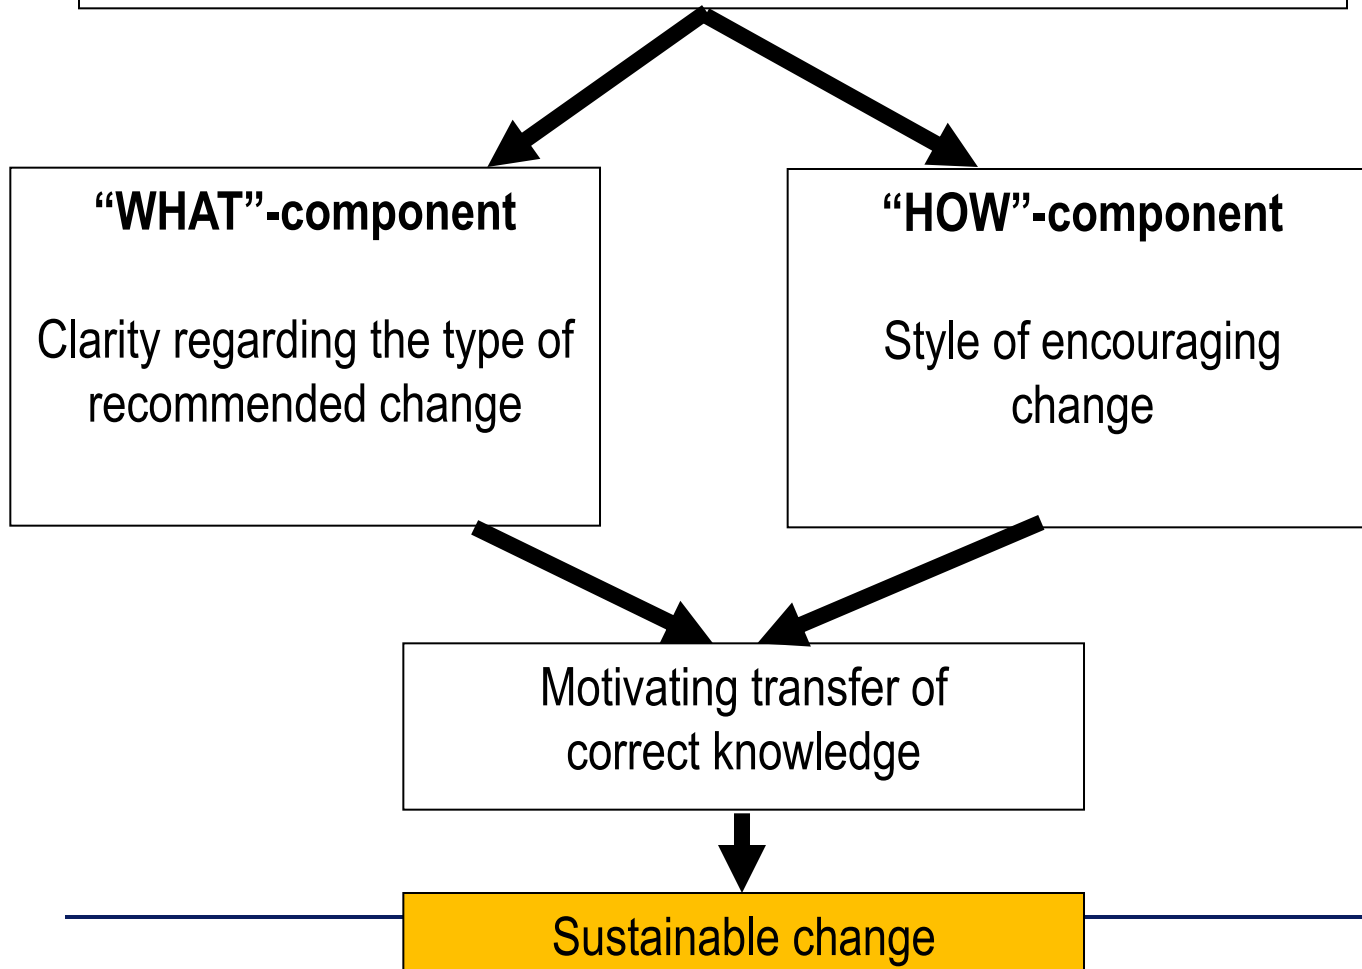 “WHAT”-component
Clarity regarding the type of
recommended change
“HOW”-component
Style of encouraging
change
Motivating transfer of
correct knowledge
Sustainable change